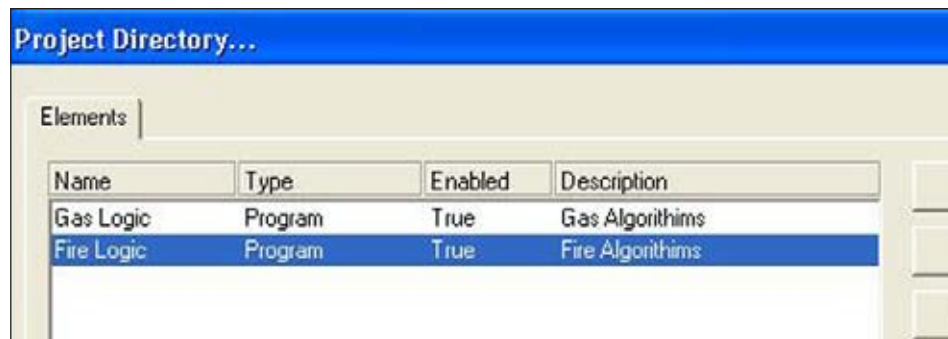 Project Directory...
Elements
Name Type Enabled Description
Gas Logic Program True Gas Algorithims
Fire Logic Program True Fire Algorithims